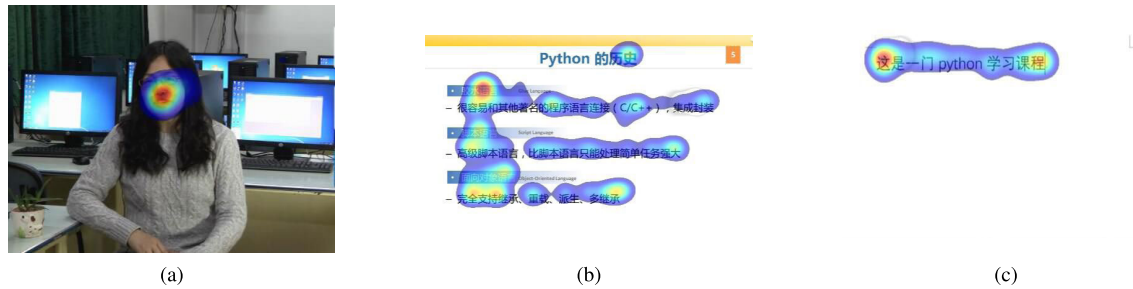 Python 的历史
5
Glue Language
– 很容易和其他著名的程序语言连接（C/C++），集成封装
Script Language
– 高级脚本语言，比脚本语言只能处理简单任务强大
Object-Oriented Language
– 完全支持继承、重载、派生、多继承
这是一门 python 学习课程
(a)
(b)
(c)